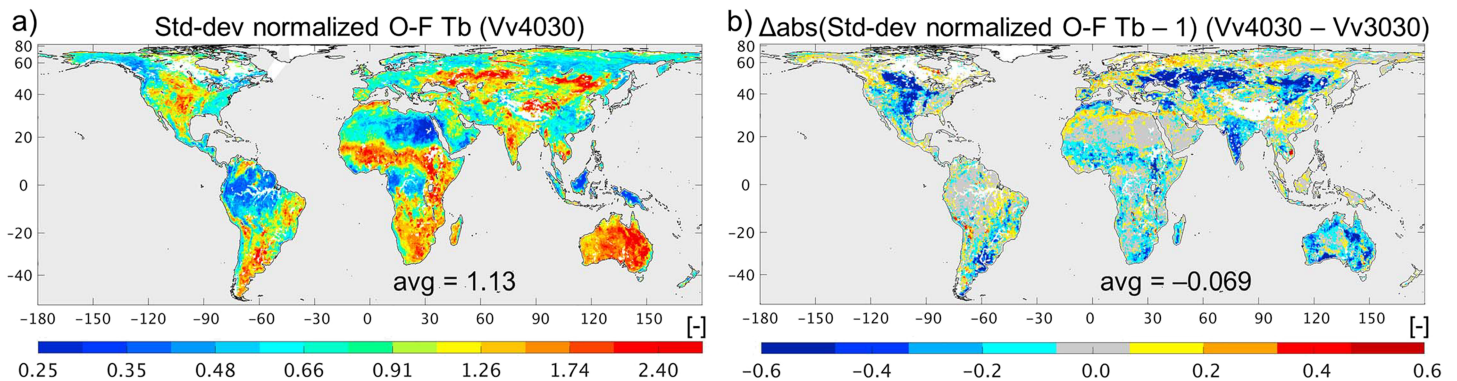 a) Std-dev normalized O-F Tb (Vv4030)
80
60
40
20
0
−20
−40
avg = 1.13
−180 −150 −120 −90 −60 −30 0 30 60 90 120 150
[-]
0.25 0.35 0.48 0.66 0.91 1.26 1.74 2.40
b) Δabs(Std-dev normalized O-F Tb – 1) (Vv4030 – Vv3030)
80
60
40
20
0
−20
−40
avg = –0.069
−180 −150 −120 −90 −60 −30 0 30 60 90 120 150
[-]
−0.6 −0.4 −0.2 0.0 0.2 0.4 0.6